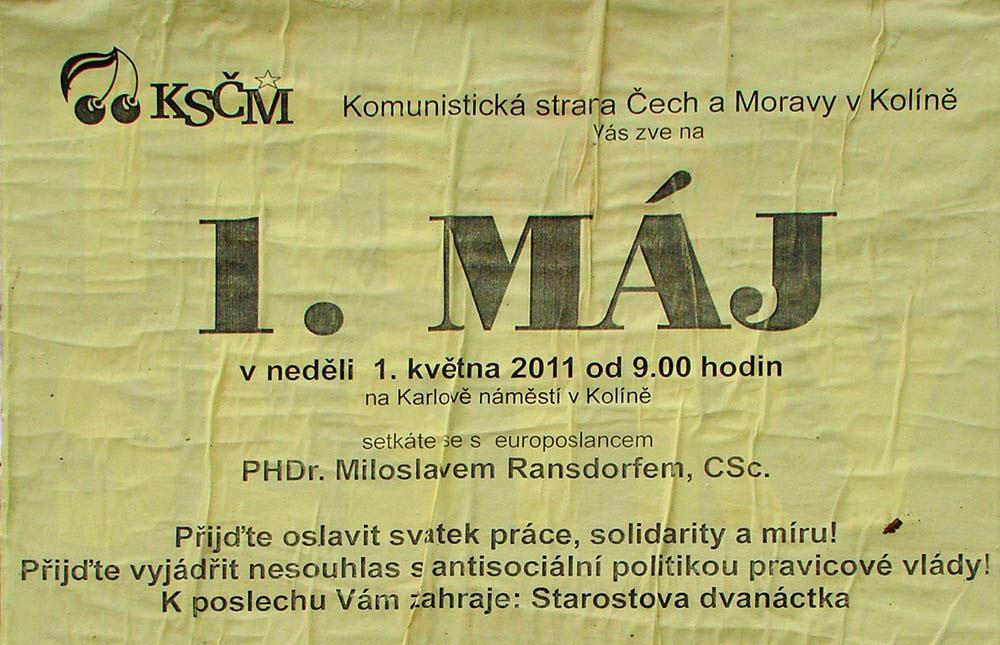 KSČM Komunistická strana Čech a Moravy v Kolíně
Vás zve na
1. MÁJ
v neděli 1. května 2011 od 9.00 hodin
na Karlově náměstí v Kolíně
setkáte se s europoslancem
PHDr. Miloslavem Ransdorfem, CSc.
Přijďte oslavit svatek práce, solidarity a míru!
Přijďte vyjádřit nesouhlas s antisociální politikou pravicové vlády!
K poslechu Vám zahraje: Starostova dvanáctka